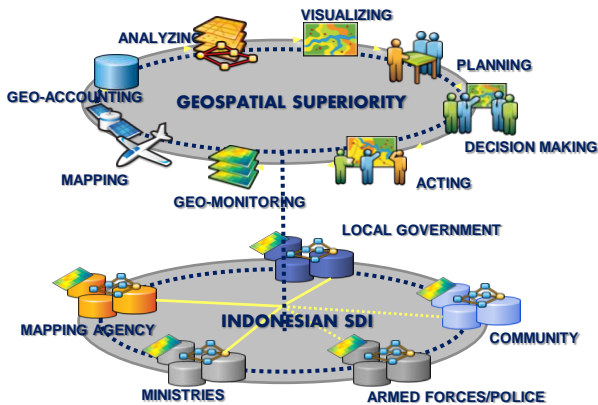 VISUALIZING
ANALYZING
PLANNING
GEO-ACCOUNTING
GEOSPATIAL SUPERIORITY
DECISION MAKING
MAPPING
ACTING
GEO-MONITORING
LOCAL GOVERNMENT
MAPPING AGENCY
INDONESIAN SDI
COMMUNITY
MINISTRIES
ARMED FORCES/POLICE